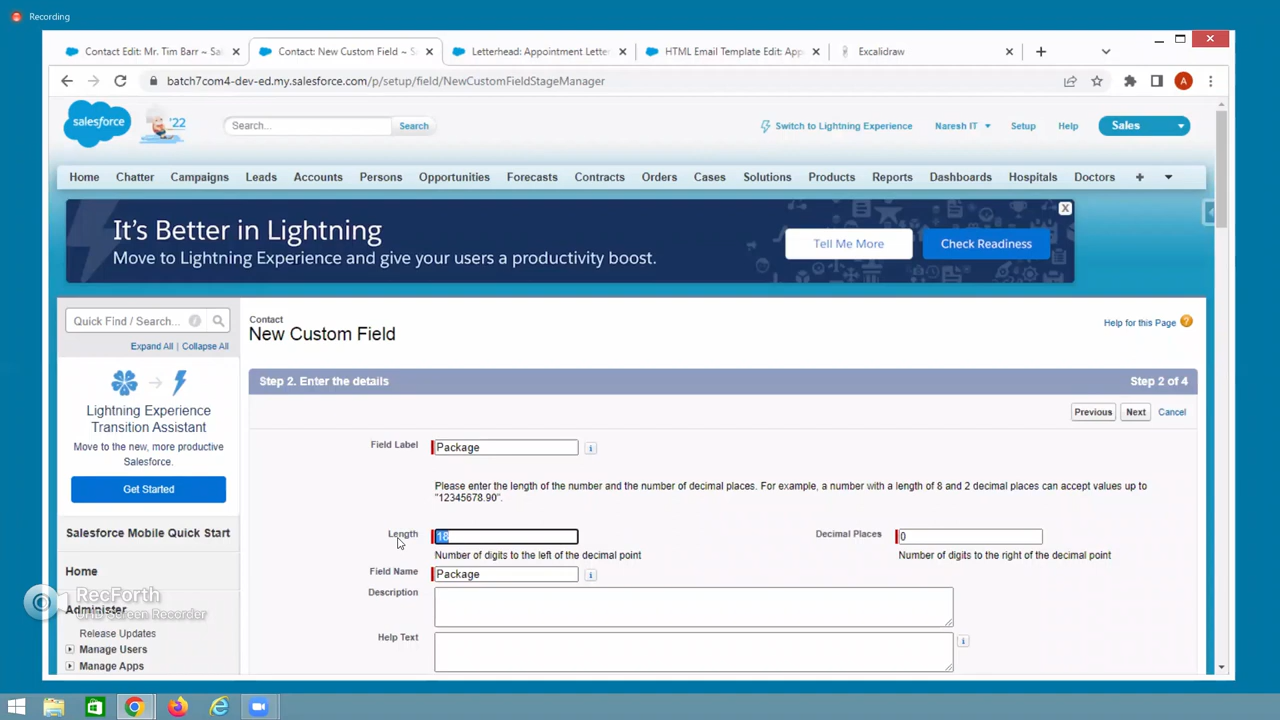 Recording
Contact Edit: Mr. Tim Barr ~ Sa
Contact: New Custom Field ~ S
Letterhead: Appointment Letter
HTML Email Template Edit: App
Excalidraw
batch7com4-dev-ed.my.salesforce.com/p/setup/field/NewCustomFieldStageManager
A
salesforce
'22
Search...
Search
Switch to Lightning Experience
Naresh IT
Setup
Help
Sales
Home
Chatter
Campaigns
Leads
Accounts
Persons
Opportunities
Forecasts
Contracts
Orders
Cases
Solutions
Products
Reports
Dashboards
Hospitals
Doctors
It's Better in Lightning
Move to Lightning Experience and give your users a productivity boost.
Tell Me More
Check Readiness
Quick Find / Search...
Expand All | Collapse All
Lightning Experience
Transition Assistant
Move to the new, more productive
Salesforce.
Get Started
Salesforce Mobile Quick Start
Home
Administer
Release Updates
Manage Users
Manage Apps
RecForth
UHD Screen Recorder
Contact
New Custom Field
Help for this Page
Step 2. Enter the details
Step 2 of 4
Previous
Next
Cancel
Field Label
Package
Please enter the length of the number and the number of decimal places. For example, a number with a length of 8 and 2 decimal places can accept values up to
"12345678.90".
Length
18
Decimal Places
0
Number of digits to the left of the decimal point
Number of digits to the right of the decimal point
Field Name
Package
Description
Help Text